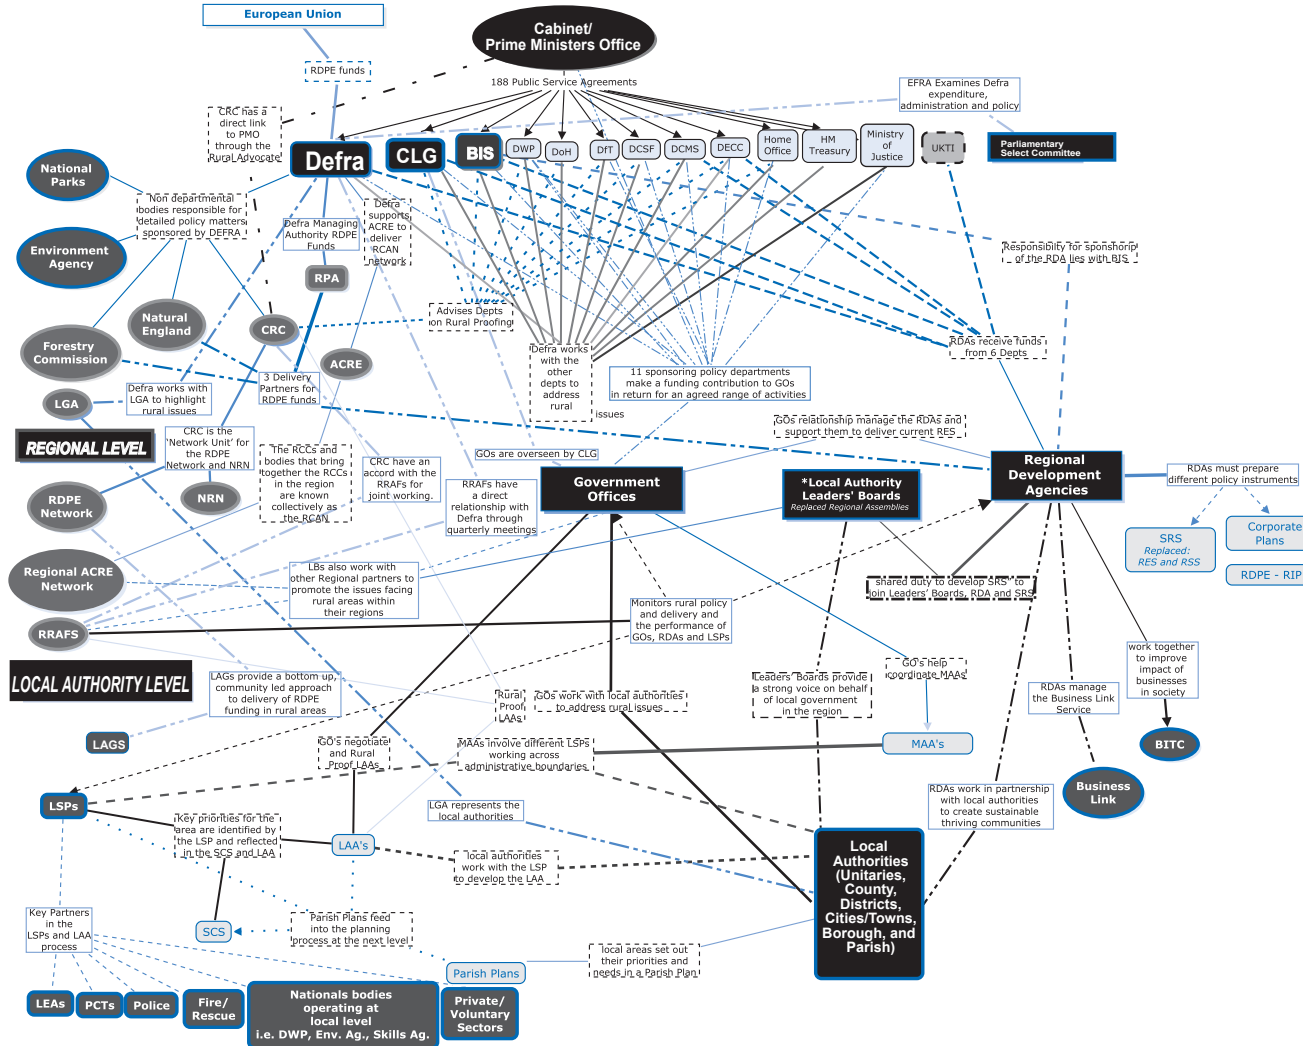 European Union
Cabinet/
Prime Ministers Office
RDPE funds
188 Public Service Agreements
EFRA Examines Defra
expenditure,
administration and policy
CRC has a
direct link
to PMO
through the
Rural Advocate
Defra
CLG
BIS
DWP
DoH
DfT
DCSF
DCMS
DECC
Home
Office
HM
Treasury
Ministry
of
Justice
UKTI
Parliamentary
Select Committee
National
Parks
Non departmental
bodies responsible for
detailed policy matters
sponsored by DEFRA
Defra Managing
Authority RDPE
Funds
Defra
supports
ACRE to
deliver
RCAN
network
Environment
Agency
Responsibiity for sponshorip
of the RDA lies with BIS
RPA
Natural
England
CRC
Advises Depts
on Rural Proofing
Forestry
Commission
ACRE
Defra works
with the
other
depts to
address
rural
issues
11 sponsoring policy departments
make a funding contribution to GOs
in return for an agreed range of activities
RDAs receive funds
from 6 Depts
LGA
Defra works with
LGA to highlight
rural issues
3 Delivery
Partners for
RDPE funds
REGIONAL LEVEL
CRC is the
'Network Unit' for
the RDPE
Network and NRN
The RCCs and
bodies that bring
together the RCCs
in the region
are known
collectively as
the RCAN
CRC have an
accord with the
RRAFs for
joint working.
GOs are overseen by CLG
GOs relationship manage the RDAs and
support them to deliver current RES
RDPE
Network
NRN
RRAFs have
a direct
relationship with
Defra through
quarterly meetings
Government
Offices
*Local Authority
Leaders' Boards
Replaced Regional Assemblies
Regional
Development
Agencies
RDAs must prepare
different policy instruments
SRS
Replaced:
RES and RSS
Corporate
Plans
RDPE - RIP
Regional ACRE
Network
LBs also work with
other Regional partners to
promote the issues facing
rural areas within
their regions
shared duty to develop SRS" to
join Leaders' Boards, RDA and SRS
RRAFS
Monitors rural policy
and delivery and
the performance of
GOs, RDAs and LSPs
LOCAL AUTHORITY LEVEL
LAGs provide a bottom up,
community led approach
to delivery of RDPE
funding in rural areas
Rural
Proof
LAAs
GOs work with local authorities
to address rural issues
Leaders' Boards provide
a strong voice on behalf
of local government
in the region
GO's help
coordinate MAAs
RDAs manage
the Business Link
Service
work together
to improve
impact of
businesses
in society
LAGS
GO's negotiate
and Rural
Proof LAAs
MAAs involve different LSPs
working across
administrative boundaries
MAA's
BITC
LSPs
LGA represents the
local authorities
RDAs work in partnership
with local authorities
to create sustainable
thriving communities
Business
Link
Key priorities for the
area are identified by
the LSP and reflected
in the SCS and LAA
LAA's
local authorities
work with the LSP
to develop the LAA
Local
Authorities
(Unitaries,
County,
Districts,
Cities/Towns,
Borough, and
Parish)
Key Partners
in the
LSPs and LAA
process
SCS
Parish Plans feed
into the planning
process at the next level
local areas set out
their priorities and
needs in a Parish Plan
Parish Plans
LEAs
PCTs
Police
Fire/
Rescue
Nationals bodies
operating at
local level
i.e. DWP, Env. Ag., Skills Ag.
Private/
Voluntary
Sectors